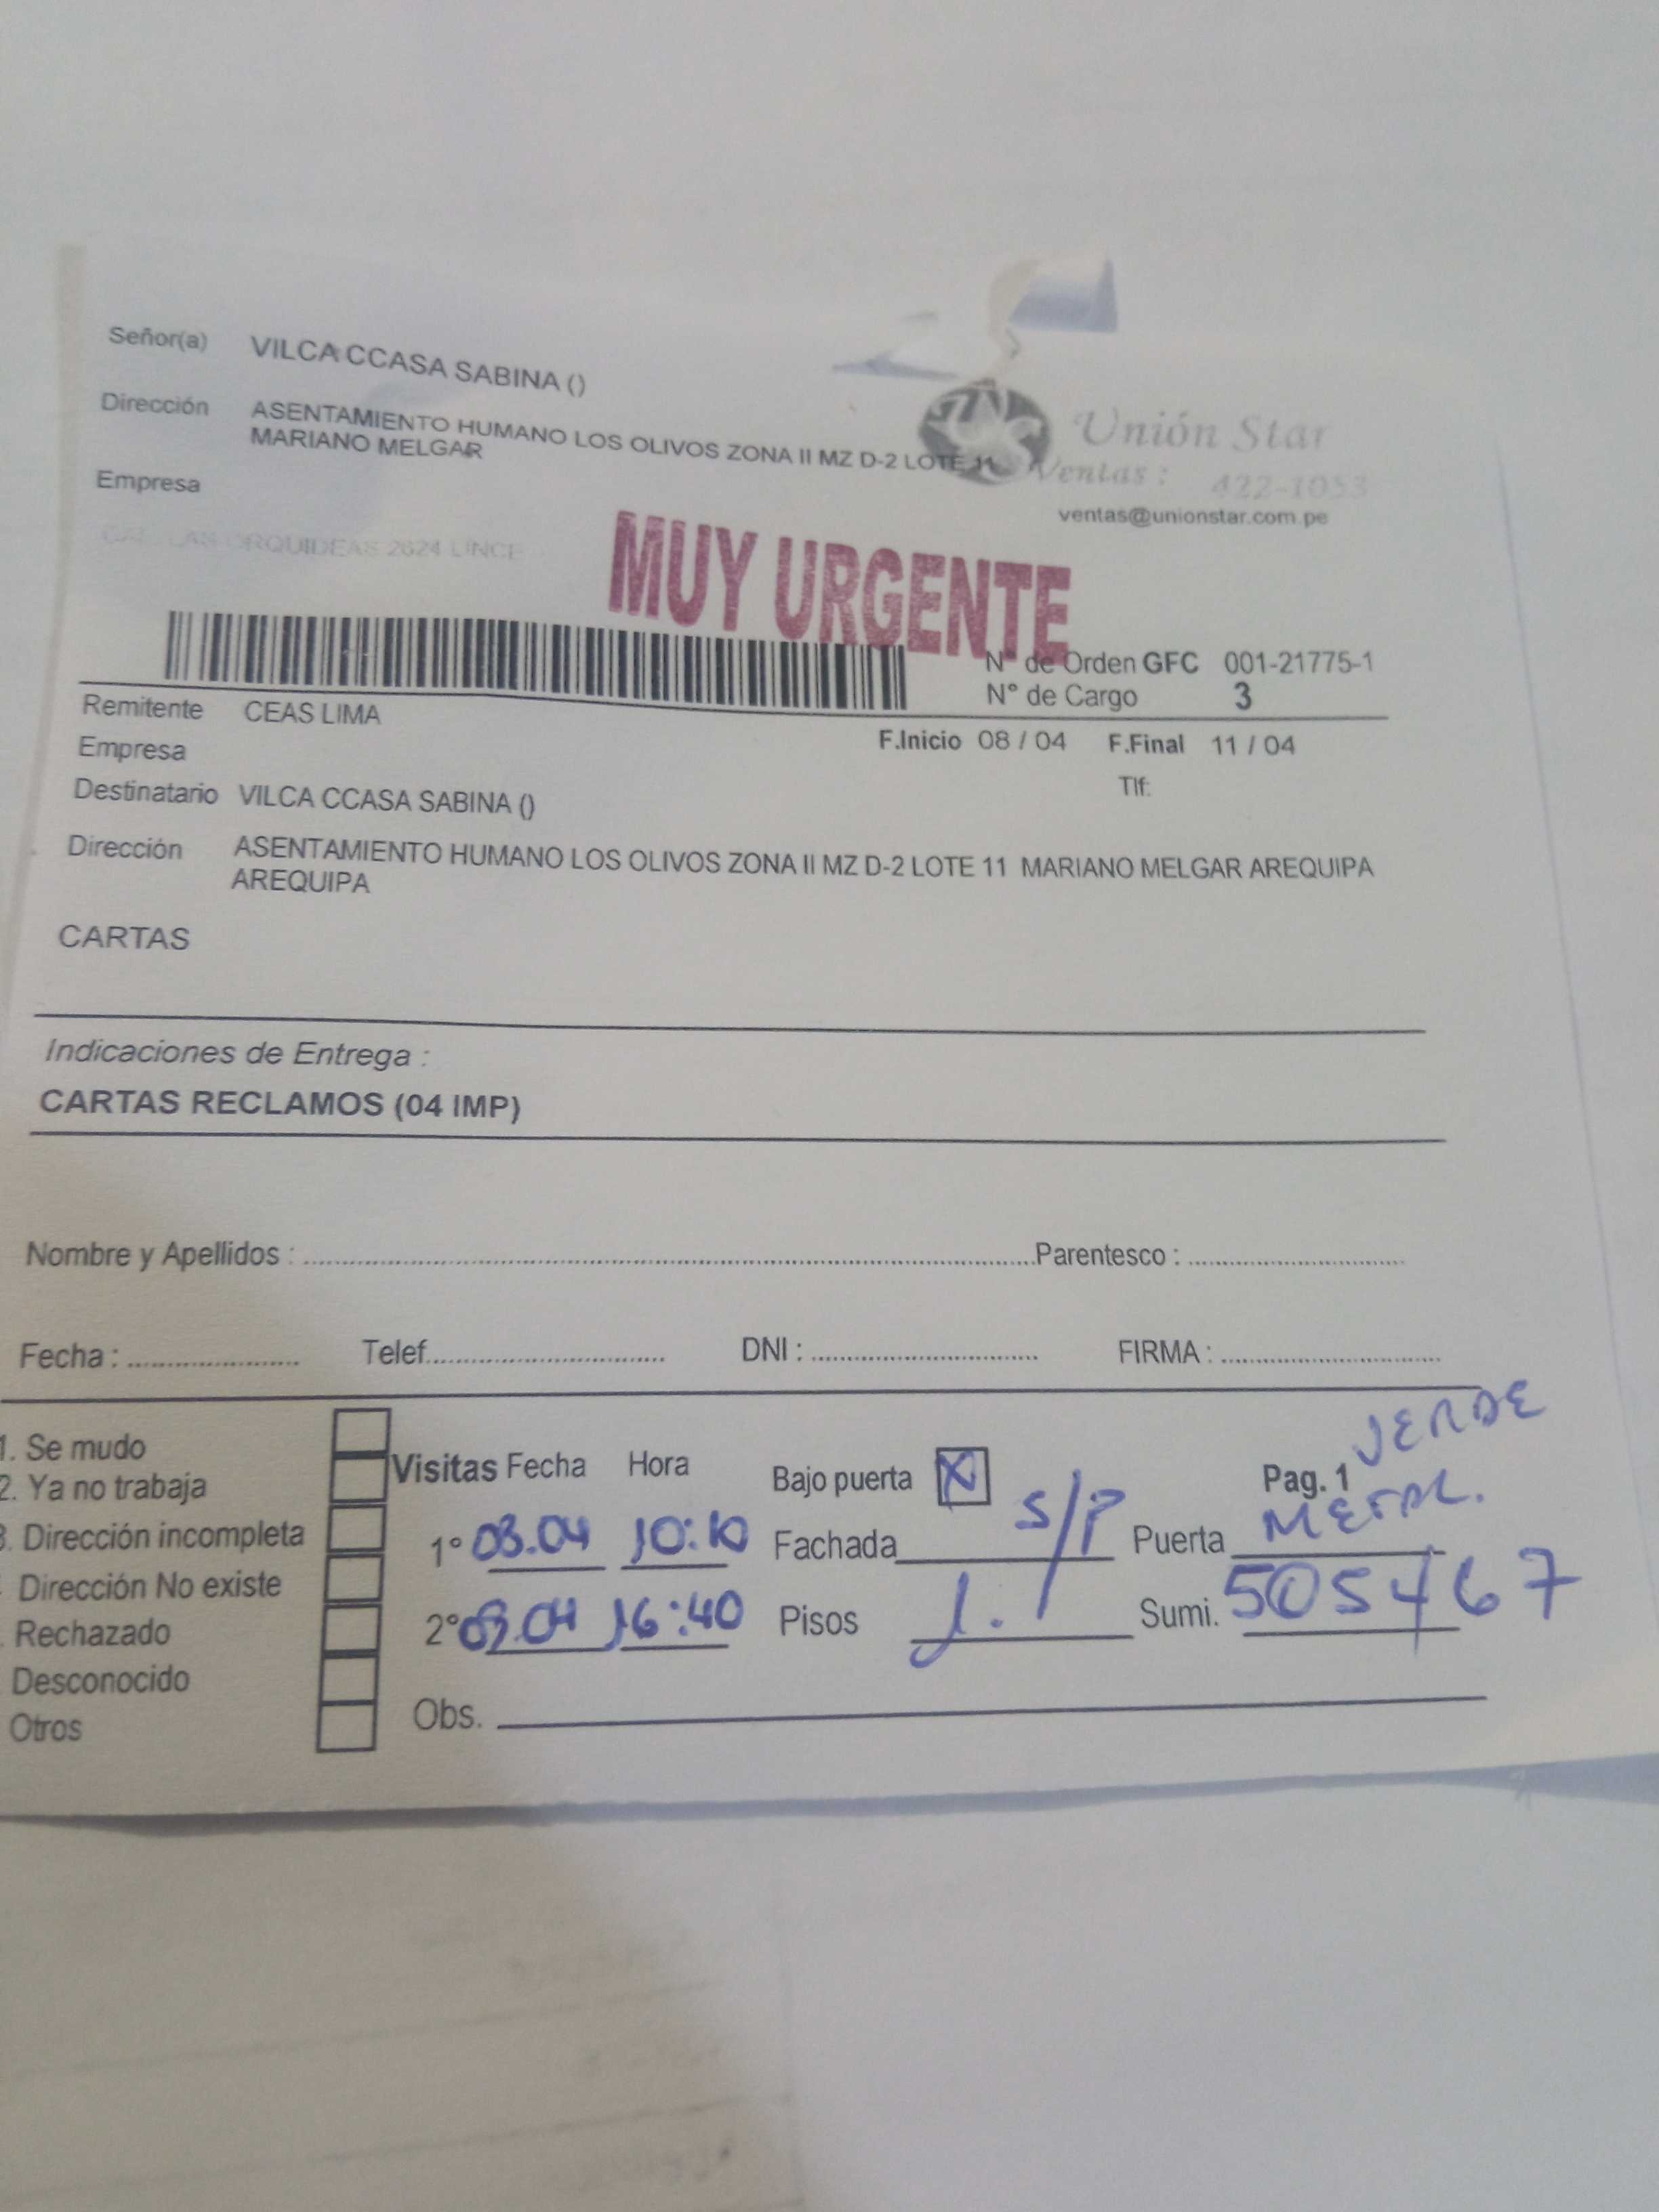 Señor(a) VILCA CCASA SABINA ()
Dirección ASENTAMIENTO HUMANO LOS OLIVOS ZONA II MZ D-2 LOTE 11
MARIANO MELGAR
Empresa
Unión Star
Ventas : 422-1053
ventas@unionstar.com.pe
LAS ORQUIDEAS 2624 LINCE
MUY URGENTE
N° de Orden GFC 001-21775-1
N° de Cargo 3
Remitente CEAS LIMA
Empresa
F.Inicio 08 / 04 F.Final 11 / 04
Tlf:
Destinatario VILCA CCASA SABINA ()
Dirección ASENTAMIENTO HUMANO LOS OLIVOS ZONA II MZ D-2 LOTE 11 MARIANO MELGAR AREQUIPA
AREQUIPA
CARTAS
Indicaciones de Entrega :
CARTAS RECLAMOS (04 IMP)
Nombre y Apellidos : Parentesco :
Fecha : Telef. DNI : FIRMA :
1. Se mudo
2. Ya no trabaja
3. Dirección incompleta
Dirección No existe
Rechazado
Desconocido
Otros
Visitas Fecha Hora Bajo puerta X Pag. 1 VERDE
1° 08.04 10:10 Fachada S/P Puerta METAL.
2° 09.04 16:40 Pisos 1. Sumi. 505467
Obs.